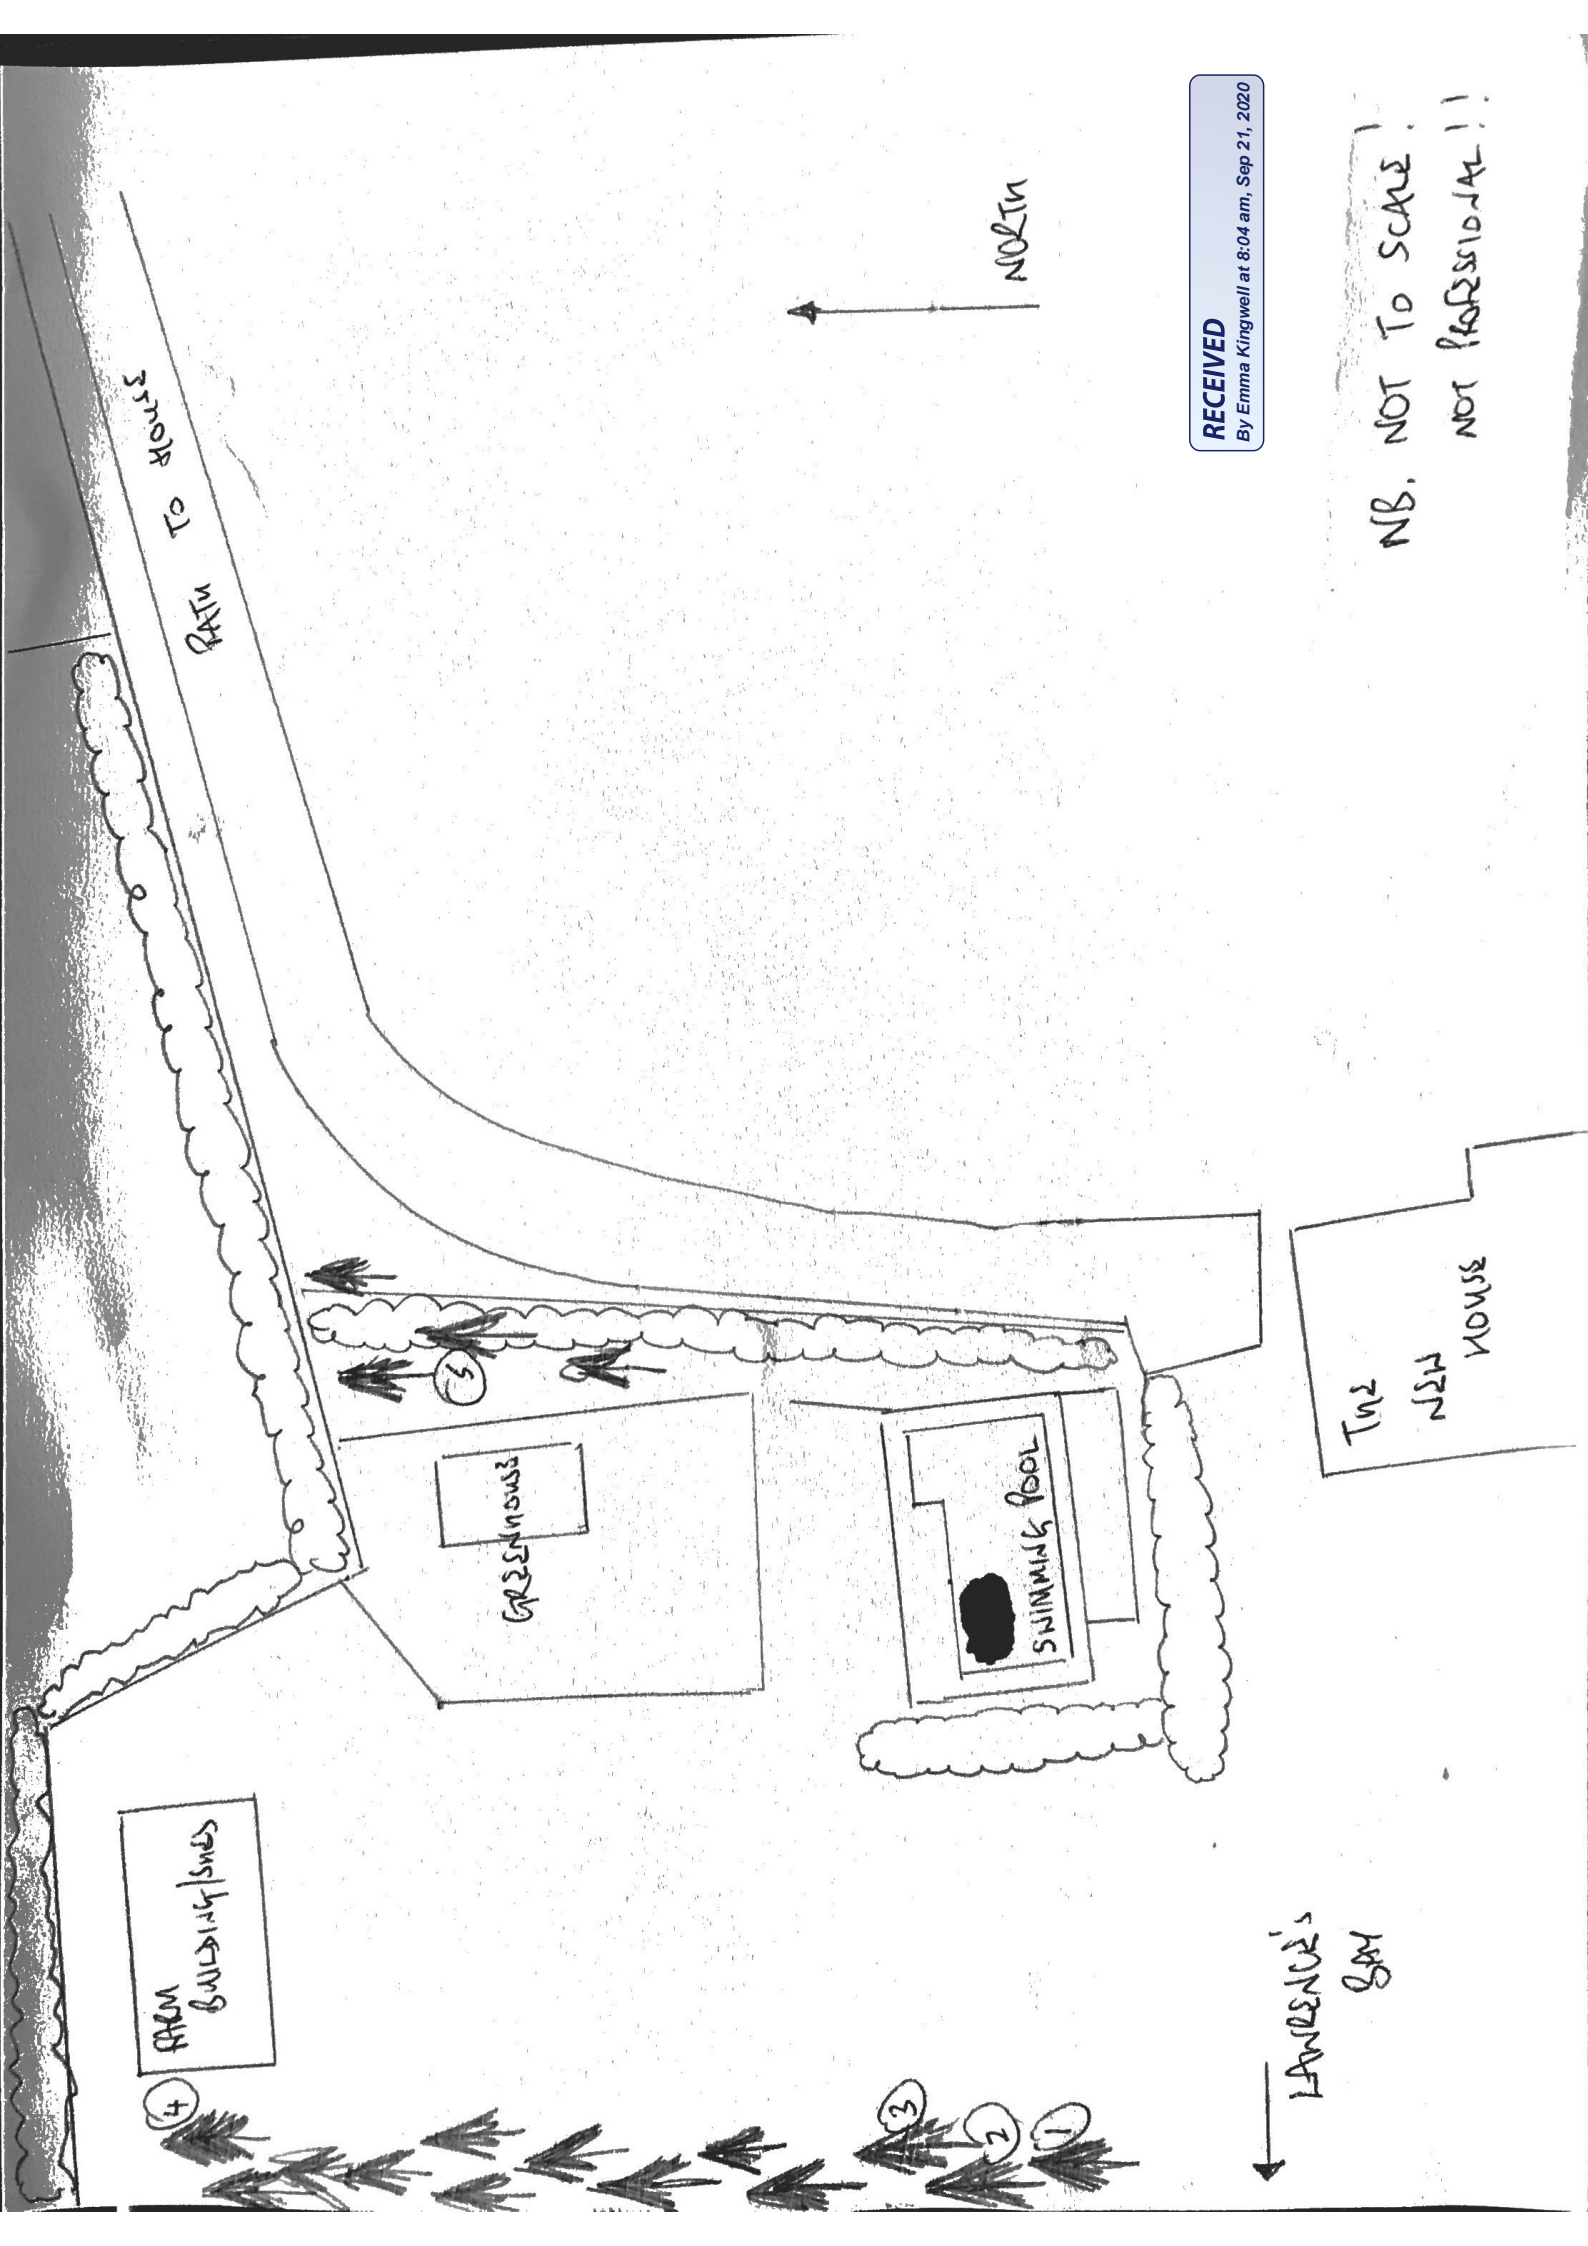 PATH TO HOUSE
NORTH
RECEIVED
By Emma Kingwell at 8:04 am, Sep 21, 2020
NB. NOT TO SCALE!
NOT PROFESSIONAL!!
5
GREENHOUSE
SWIMMING POOL
THE
NEW
HOUSE
FARM
BUILDING/SHED
4
3
2
1
LAWRENCE'S
BAY